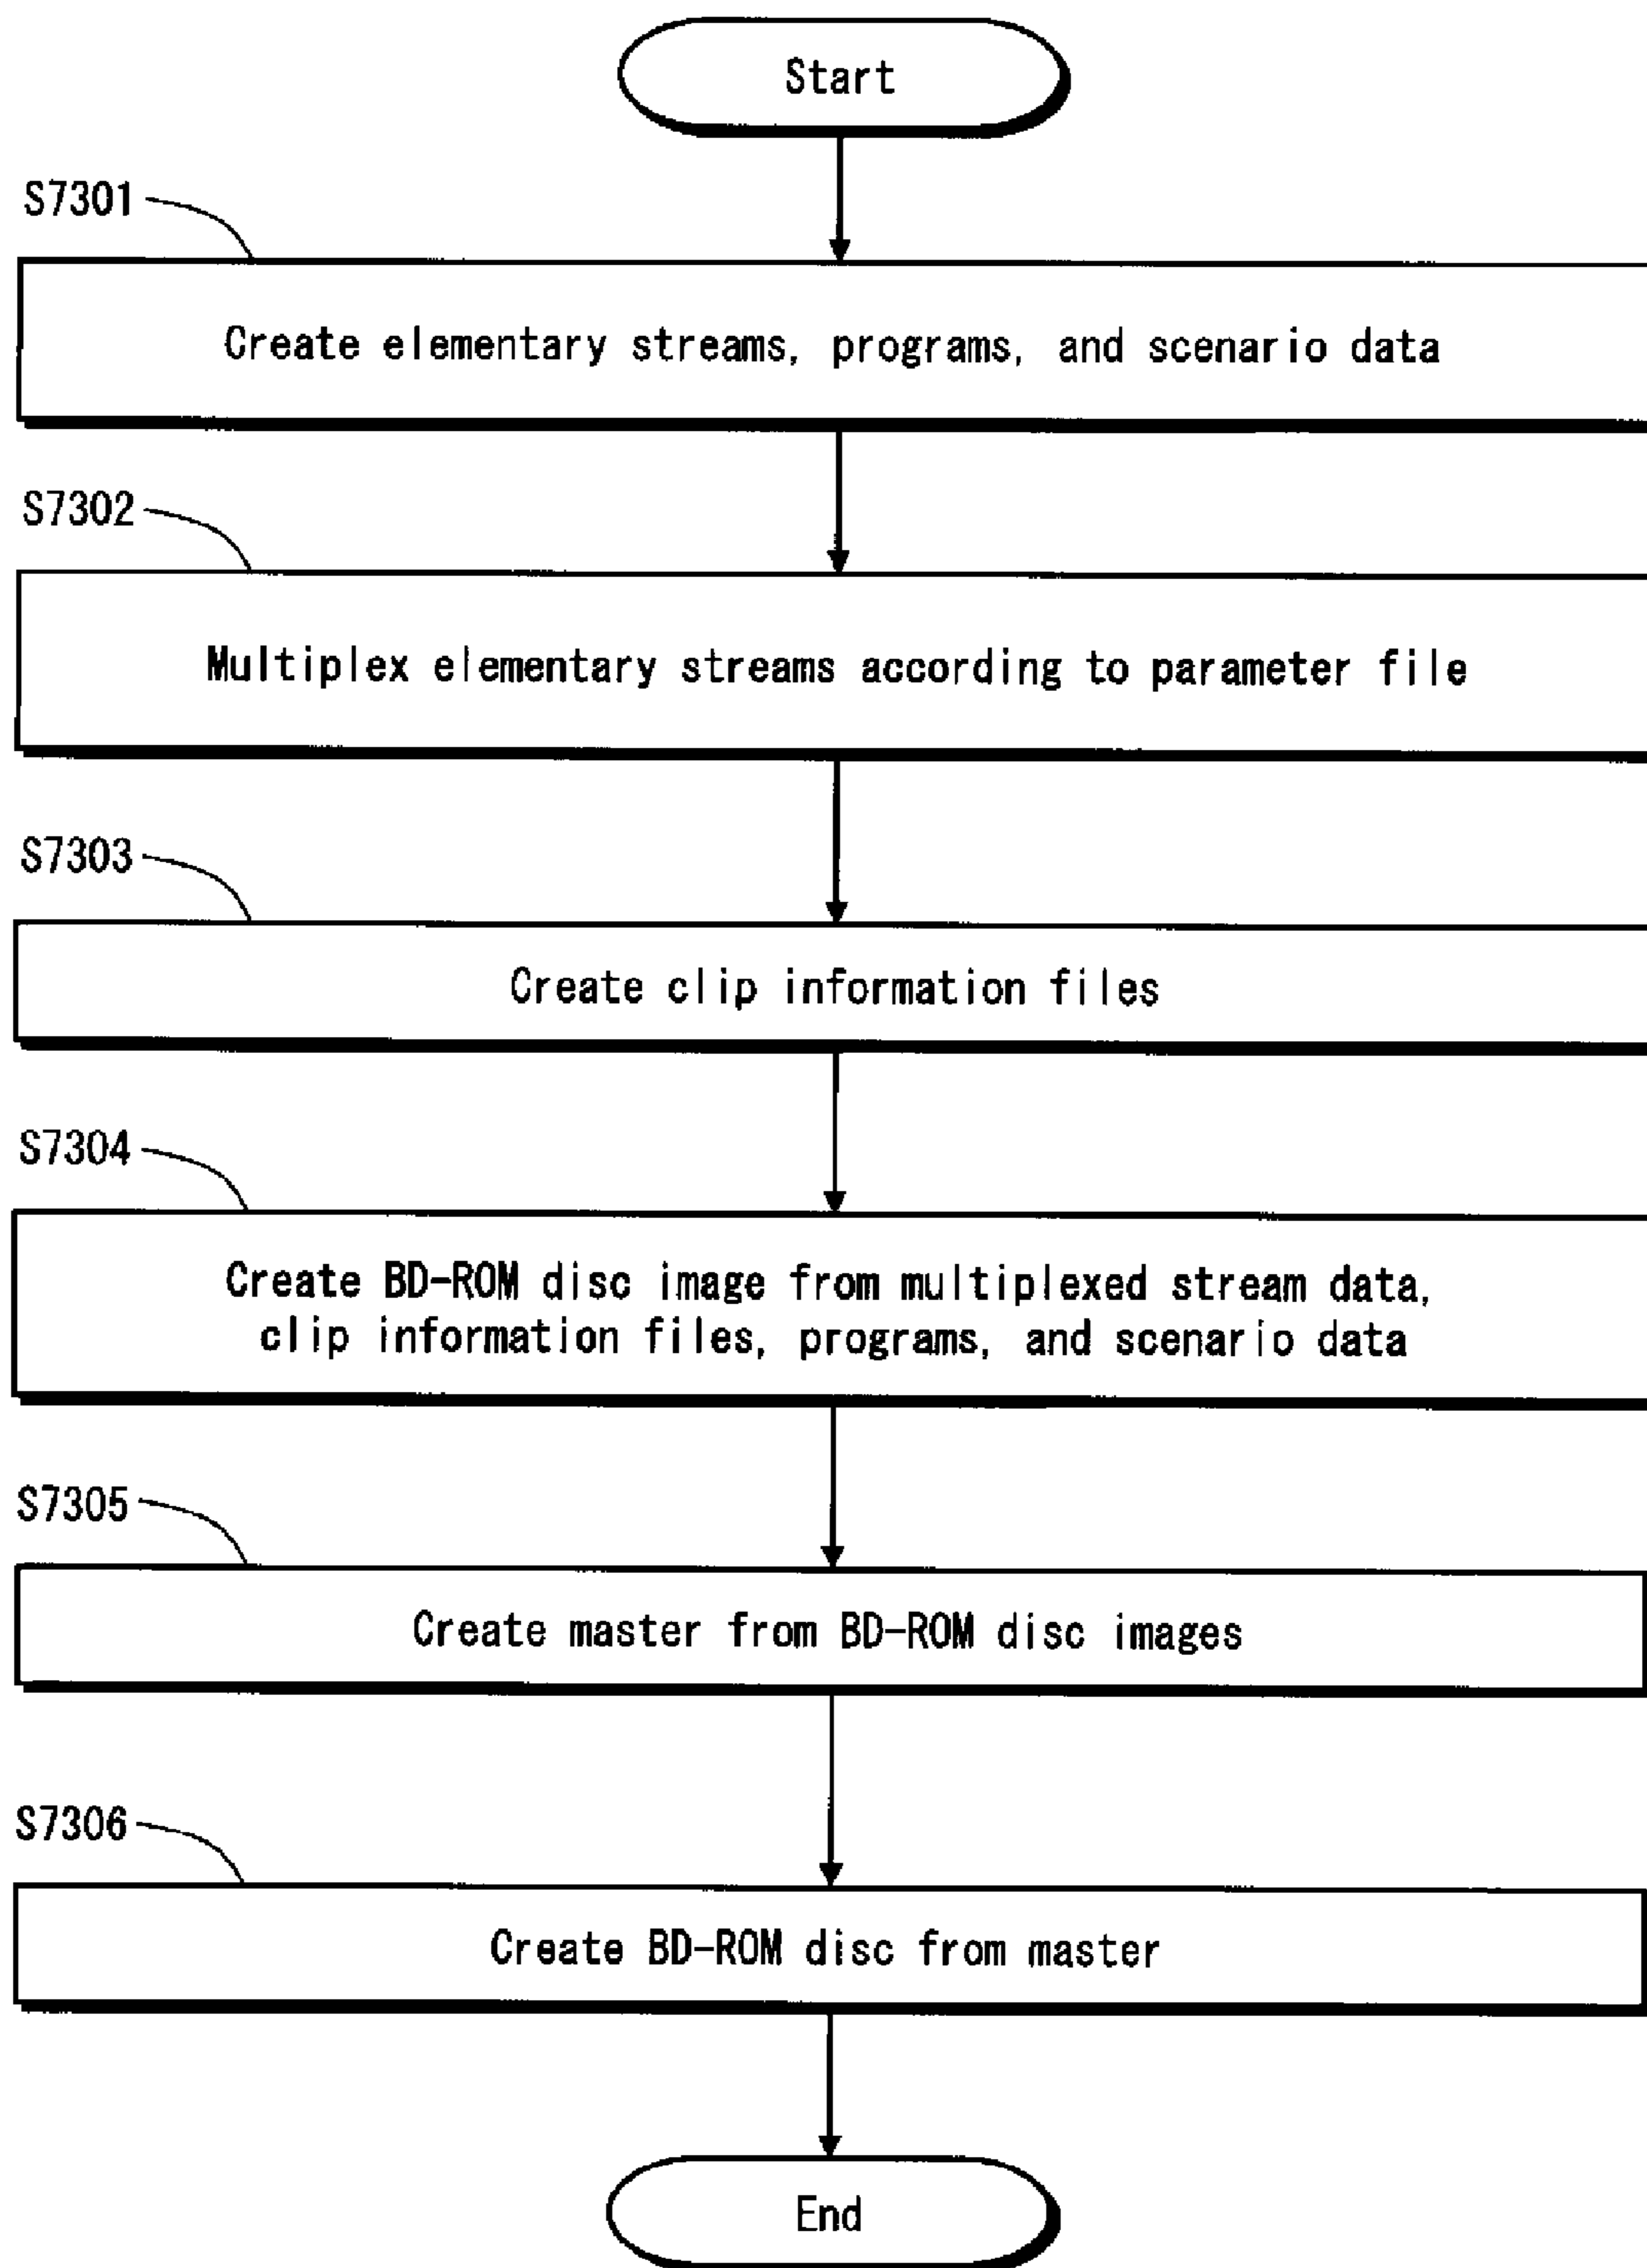 Start
S7301
Create elementary streams, programs, and scenario data
S7302
Multiplex elementary streams according to parameter file
S7303
Create clip information files
S7304
Create BD-ROM disc image from multiplexed stream data,
clip information files, programs, and scenario data
S7305
Create master from BD-ROM disc images
S7306
Create BD-ROM disc from master
End